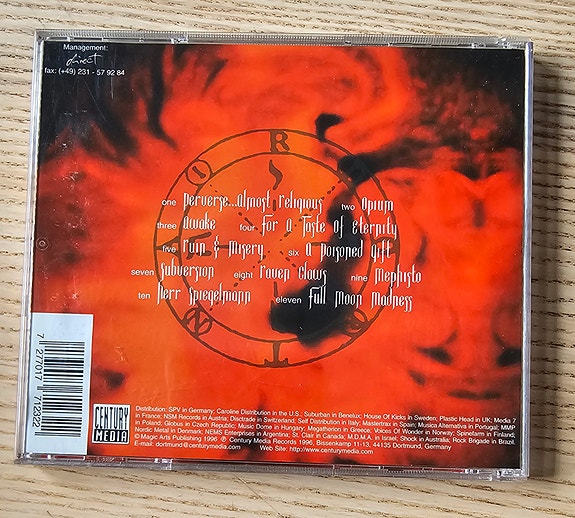 Management:
direct
fax: (+49) 231 - 57 92 84
R
I
N
T
one Perverse...Almost Religious two Opium
three Awake four For A Taste of Eternity
five Ruin & Misery six A Poisoned Gift
seven Subversion eight Raven Claws nine Mephisto
ten Herr Spiegelmann eleven Full Moon Madness
7 27701 7 712322
CENTURY
MEDIA
Distribution: SPV in Germany; Caroline Distribution in the U.S.; Suburban in Benelux; House Of Kicks in Sweden; Plastic Head in UK; Media 7
in France; NSM Records in Austria; Disctrade in Switzerland; Self Distribution in Italy; Mastertrax in Spain; Musica Alternativa in Portugal; MMP
in Poland; Globus in Czech Republic; Music Dome in Hungary; Megatherion in Greece; Voices Of Wonder in Norway; Spinefarm in Finland;
Nordic Metal in Denmark; NEMS Enterprises in Argentina; St. Clair in Canada; M.D.M.A. in Israel; Shock in Australia; Rock Brigade in Brazil.
© Magic Arts Publishing 1996 ℗ Century Media Records 1996, Bissenkamp 11-13, 44135 Dortmund, Germany
E-mail: dortmund@centurymedia.com Web Site: http://www.centurymedia.com